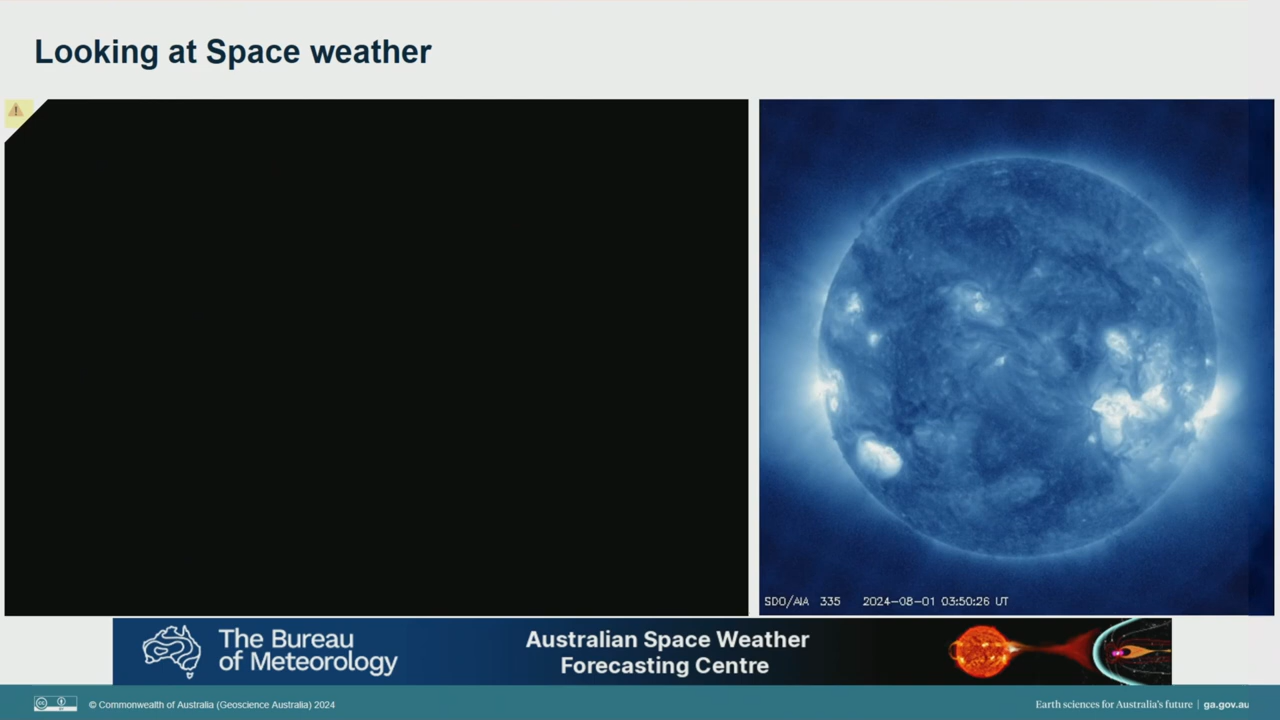 Looking at Space weather
SDO/AIA 335 2024-08-01 03:50:26 UT
The Bureau
of Meteorology
Australian Space Weather
Forecasting Centre
© Commonwealth of Australia (Geoscience Australia) 2024
Earth sciences for Australia's future | ga.gov.au